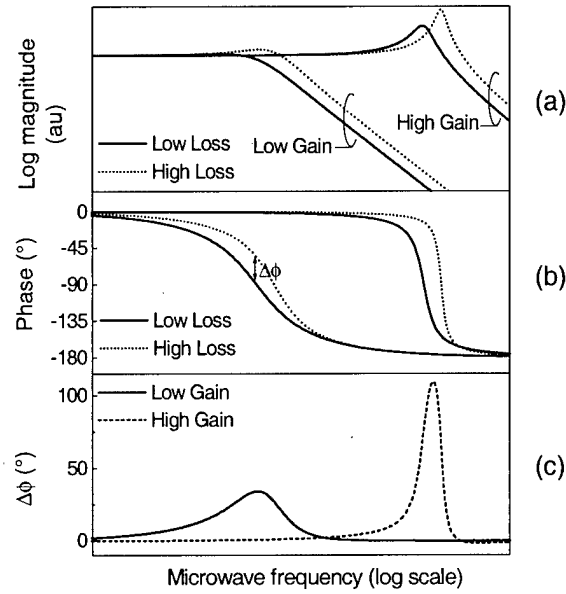 Log magnitude
(au)
Low Loss
High Loss
Low Gain
High Gain
(a)
Phase (°)
0
-45
-90
-135
-180
Δϕ
Low Loss
High Loss
(b)
Δϕ (°)
100
50
0
Low Gain
High Gain
(c)
Microwave frequency (log scale)